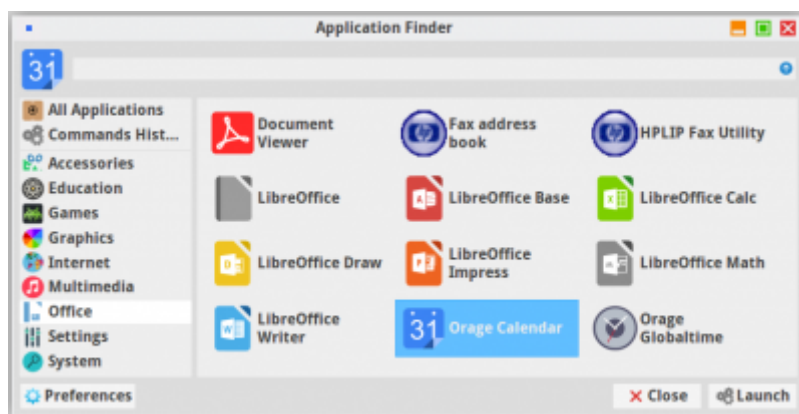 Application Finder
31
All Applications
Commands Hist...
Accessories
Education
Games
Graphics
Internet
Multimedia
Office
Settings
System
Document
Viewer
Fax address
book
HPLIP Fax Utility
LibreOffice
LibreOffice Base
LibreOffice Calc
LibreOffice Draw
LibreOffice
Impress
LibreOffice Math
LibreOffice
Writer
31
Orage Calendar
Orage
Globaltime
Preferences
Close
Launch